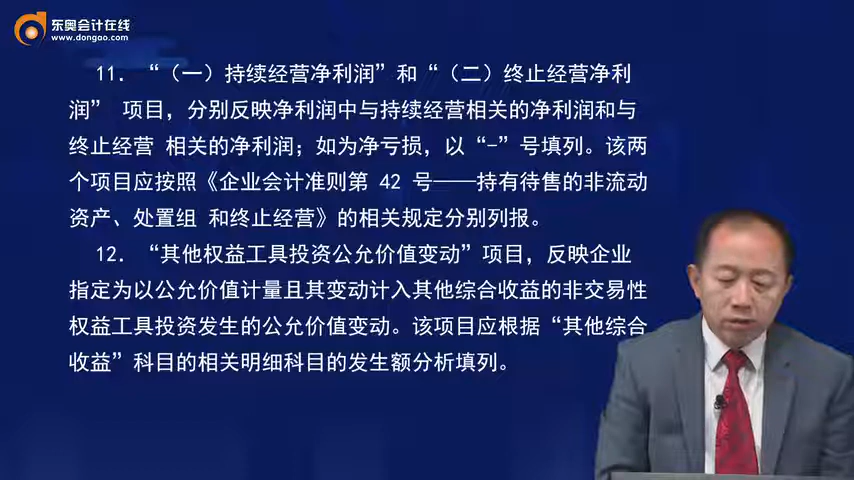 东奥会计在线
www.dongao.com
11. “（一）持续经营净利润”和“（二）终止经营净利
润” 项目，分别反映净利润中与持续经营相关的净利润和与
终止经营 相关的净利润；如为净亏损，以“-”号填列。该两
个项目应按照《企业会计准则第 42 号——持有待售的非流动
资产、处置组 和终止经营》的相关规定分别列报。
12. “其他权益工具投资公允价值变动”项目，反映企业
指定为以公允价值计量且其变动计入其他综合收益的非交易性
权益工具投资发生的公允价值变动。该项目应根据“其他综合
收益”科目的相关明细科目的发生额分析填列。